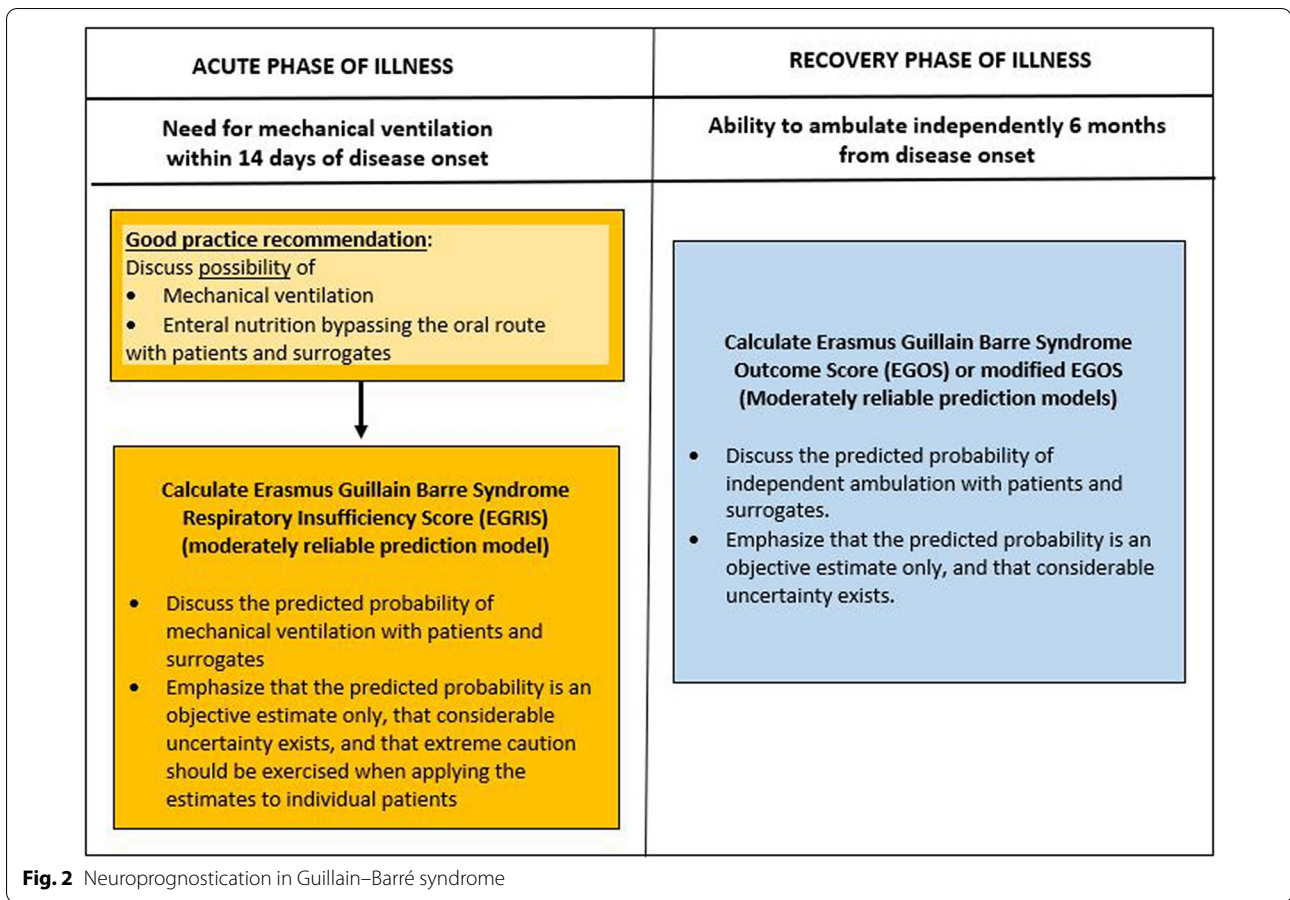 ACUTE PHASE OF ILLNESS
Need for mechanical ventilation
within 14 days of disease onset
Good practice recommendation:
Discuss possibility of
• Mechanical ventilation
• Enteral nutrition bypassing the oral route
with patients and surrogates
Calculate Erasmus Guillain Barre Syndrome
Respiratory Insufficiency Score (EGRIS)
(moderately reliable prediction model)
• Discuss the predicted probability of
mechanical ventilation with patients and
surrogates
• Emphasize that the predicted probability is an
objective estimate only, that considerable
uncertainty exists, and that extreme caution
should be exercised when applying the
estimates to individual patients
RECOVERY PHASE OF ILLNESS
Ability to ambulate independently 6 months
from disease onset
Calculate Erasmus Guillain Barre Syndrome
Outcome Score (EGOS) or modified EGOS
(Moderately reliable prediction models)
• Discuss the predicted probability of
independent ambulation with patients and
surrogates.
• Emphasize that the predicted probability is an
objective estimate only, and that considerable
uncertainty exists.
Fig. 2 Neuroprognostication in Guillain–Barré syndrome